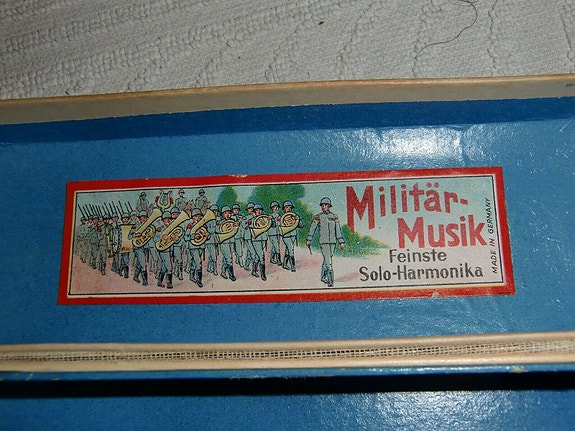 Militär-
Musik
Feinste
Solo-Harmonika
MADE IN GERMANY